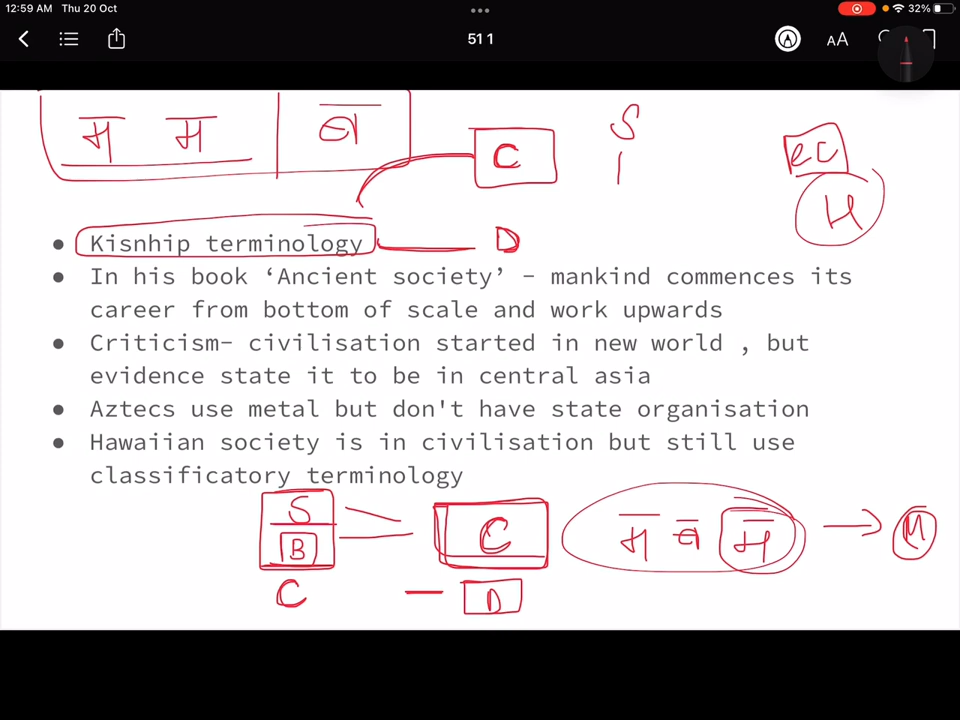 12:59 AM Thu 20 Oct
32%
51 1
AA
म म
C
S
I
ec
H
• Kisnhip terminology
D
• In his book ‘Ancient society’ - mankind commences its
career from bottom of scale and work upwards
• Criticism- civilisation started in new world , but
evidence state it to be in central asia
• Aztecs use metal but don't have state organisation
• Hawaiian society is in civilisation but still use
classificatory terminology
S
B
C
C
D
म ब म
M